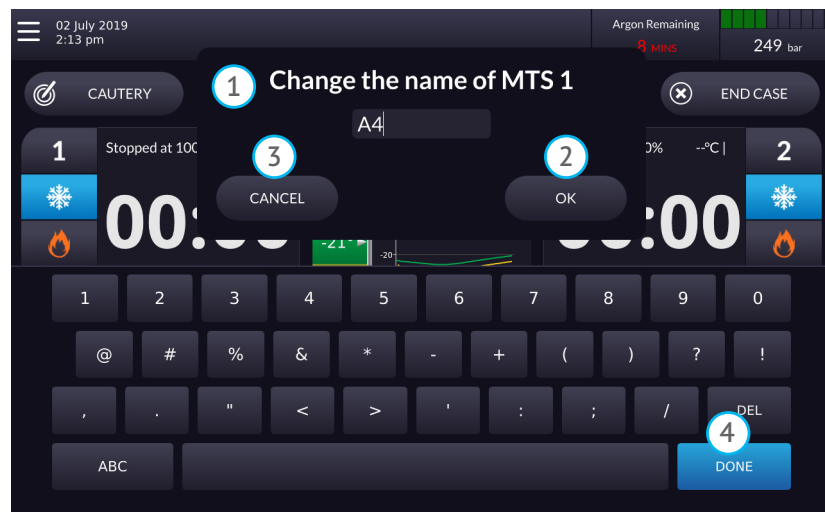 02 July 2019
2:13 pm
Argon Remaining
8 MINS
249 bar
CAUTERY
1
Change the name of MTS 1
END CASE
A4
1
Stopped at 100
3
2
0%
--°C |
2
CANCEL
OK
00:
:00
-21°
-20
1 2 3 4 5 6 7 8 9 0
@ # % & * - + ( ) ? !
, . " < > ' : ; / DEL
4
ABC
DONE